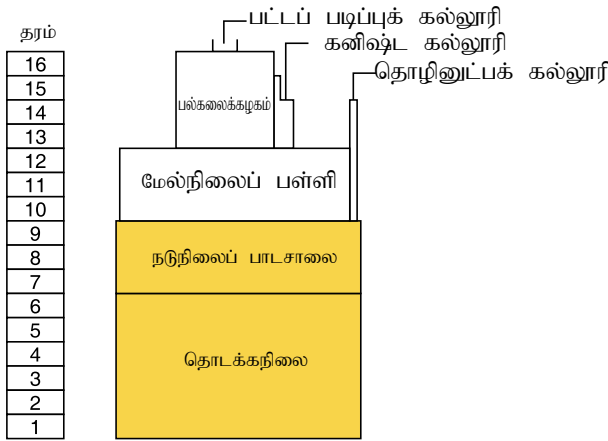 பட்டப் படிப்புக் கல்லூரி
தரம்
கனிஷ்ட கல்லூரி
தொழினுட்பக் கல்லூரி
16
15
14
13
12
11
10
9
8
7
6
5
4
3
2
1
பல்கலைக்கழகம்
மேல்நிலைப் பள்ளி
நடுநிலைப் பாடசாலை
தொடக்கநிலை